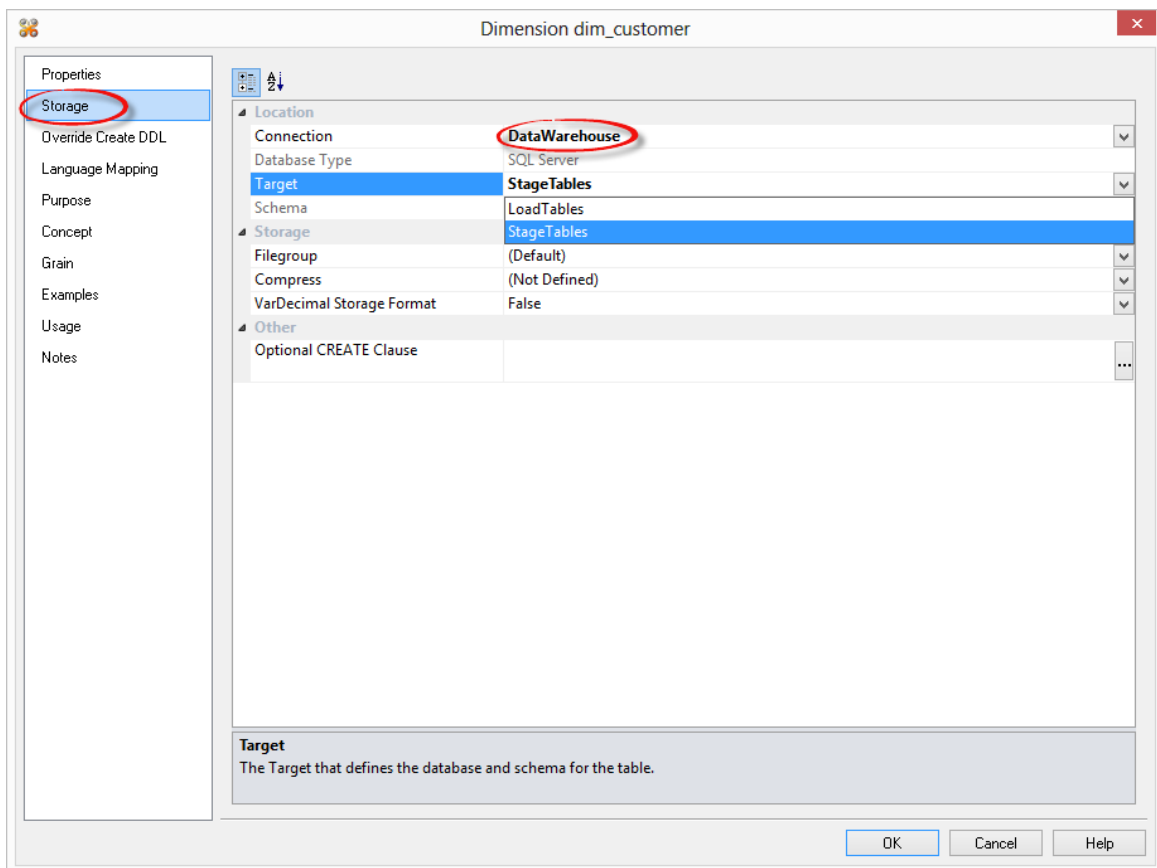 Dimension dim_customer
Properties
Storage
Override Create DDL
Language Mapping
Purpose
Concept
Grain
Examples
Usage
Notes
Location
Connection DataWarehouse
Database Type SQL Server
Target StageTables
Schema LoadTables
Storage StageTables
Filegroup (Default)
Compress (Not Defined)
VarDecimal Storage Format False
Other
Optional CREATE Clause ...
Target
The Target that defines the database and schema for the table.
OK Cancel Help